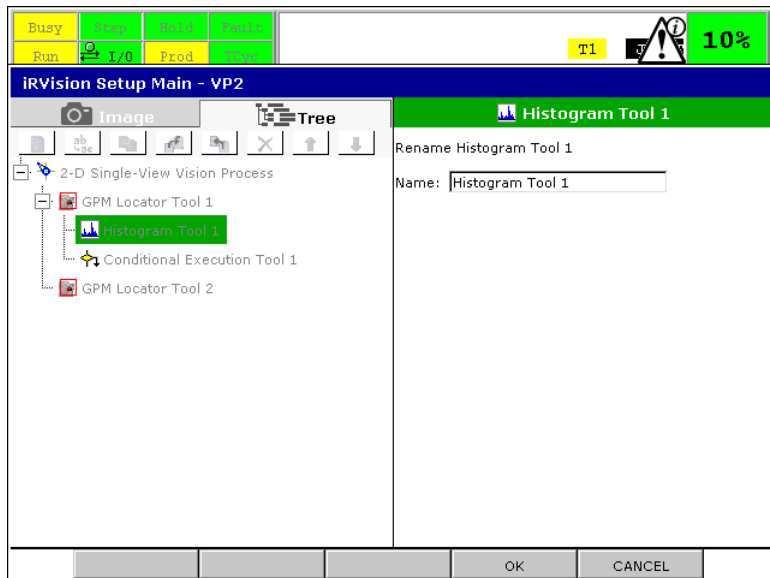 Busy Step Hold Fault
Run I/O Prod TCyc
T1
10%
iRVision Setup Main - VP2
Image Tree
Histogram Tool 1
ab
Rename Histogram Tool 1
2-D Single-View Vision Process
Name: Histogram Tool 1
GPM Locator Tool 1
Histogram Tool 1
Conditional Execution Tool 1
GPM Locator Tool 2
OK CANCEL